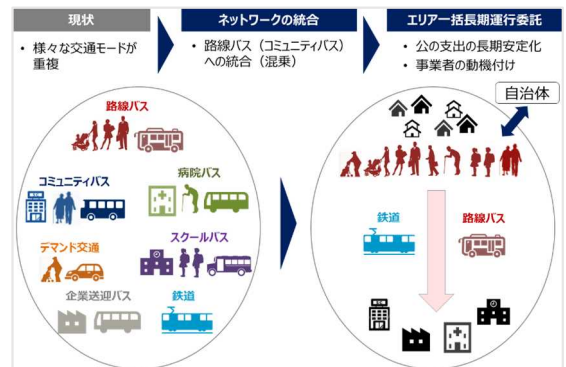 現状
ネットワークの統合
エリア一括長期運行委託
• 様々な交通モードが
重複
• 路線バス（コミュニティバス）
への統合（混乗）
• 公の支出の長期安定化
• 事業者の動機付け
自治体
路線バス
コミュニティバス
病院バス
デマンド交通
スクールバス
企業送迎バス
鉄道
鉄道
路線バス